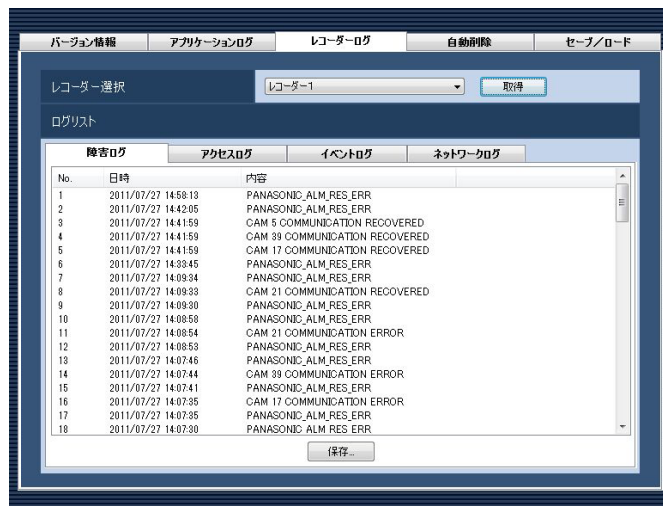 バージョン情報 アプリケーションログ レコーダーログ 自動削除 セーブ/ロード
レコーダー選択 レコーダー1 取得
ログリスト
障害ログ アクセスログ イベントログ ネットワークログ
No. 日時 内容
1 2011/07/27 14:58:13 PANASONIC_ALM_RES_ERR
2 2011/07/27 14:42:05 PANASONIC_ALM_RES_ERR
3 2011/07/27 14:41:59 CAM 5 COMMUNICATION RECOVERED
4 2011/07/27 14:41:59 CAM 39 COMMUNICATION RECOVERED
5 2011/07/27 14:41:59 CAM 17 COMMUNICATION RECOVERED
6 2011/07/27 14:33:45 PANASONIC_ALM_RES_ERR
7 2011/07/27 14:09:34 PANASONIC_ALM_RES_ERR
8 2011/07/27 14:09:33 CAM 21 COMMUNICATION RECOVERED
9 2011/07/27 14:09:30 PANASONIC_ALM_RES_ERR
10 2011/07/27 14:08:58 PANASONIC_ALM_RES_ERR
11 2011/07/27 14:08:54 CAM 21 COMMUNICATION ERROR
12 2011/07/27 14:08:53 PANASONIC_ALM_RES_ERR
13 2011/07/27 14:07:46 PANASONIC_ALM_RES_ERR
14 2011/07/27 14:07:44 CAM 39 COMMUNICATION ERROR
15 2011/07/27 14:07:41 PANASONIC_ALM_RES_ERR
16 2011/07/27 14:07:35 CAM 17 COMMUNICATION ERROR
17 2011/07/27 14:07:35 PANASONIC_ALM_RES_ERR
18 2011/07/27 14:07:30 PANASONIC_ALM_RES_ERR
保存...